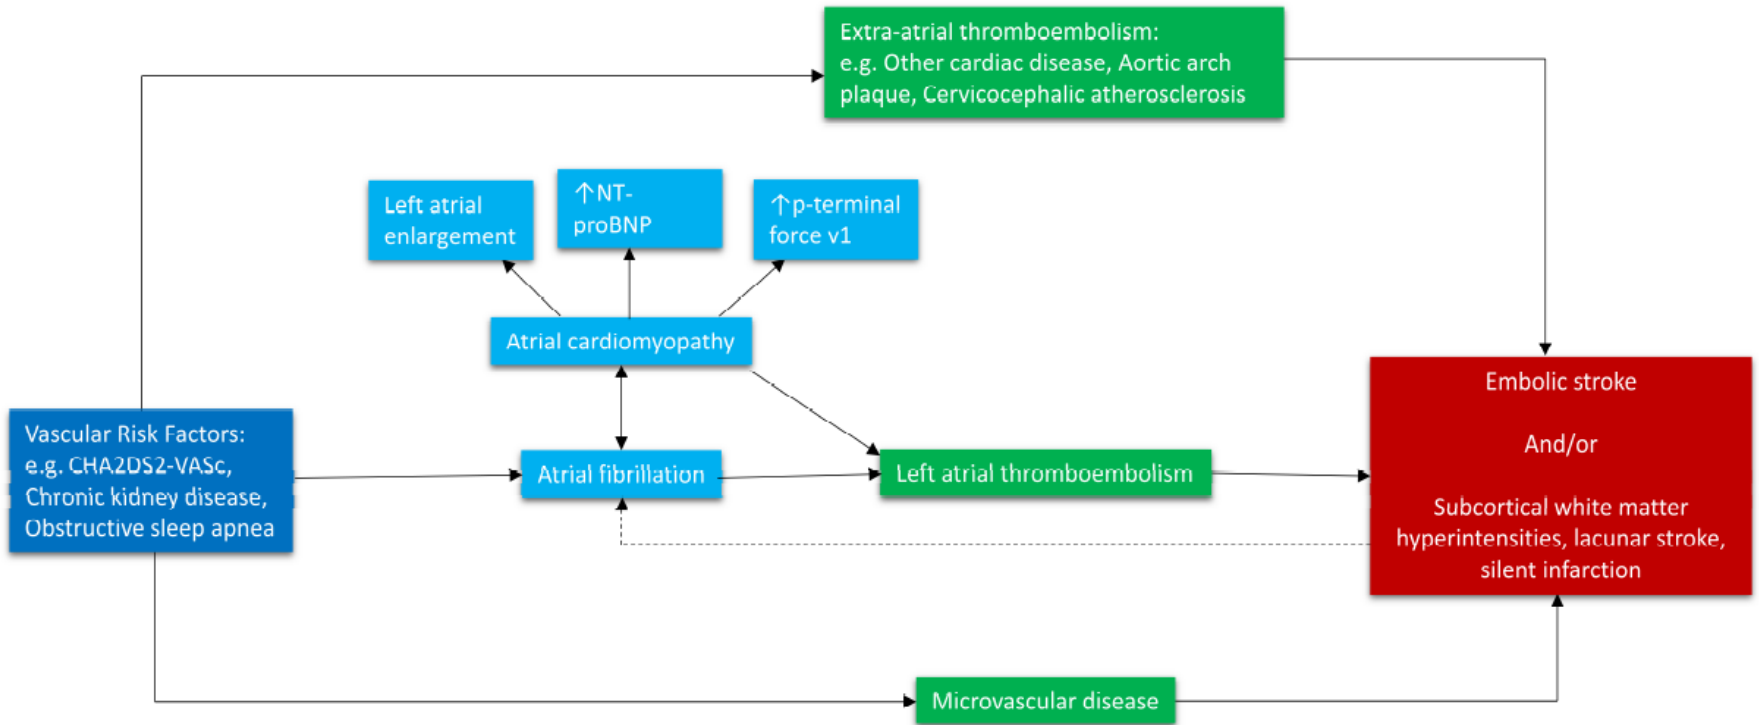 Extra-atrial thromboembolism:
e.g. Other cardiac disease, Aortic arch
plaque, Cervicocephalic atherosclerosis
Left atrial
enlargement
↑NT-
proBNP
↑p-terminal
force v1
Atrial cardiomyopathy
Vascular Risk Factors:
e.g. CHA2DS2-VASc,
Chronic kidney disease,
Obstructive sleep apnea
Atrial fibrillation
Left atrial thromboembolism
Embolic stroke
And/or
Subcortical white matter
hyperintensities, lacunar stroke,
silent infarction
Microvascular disease